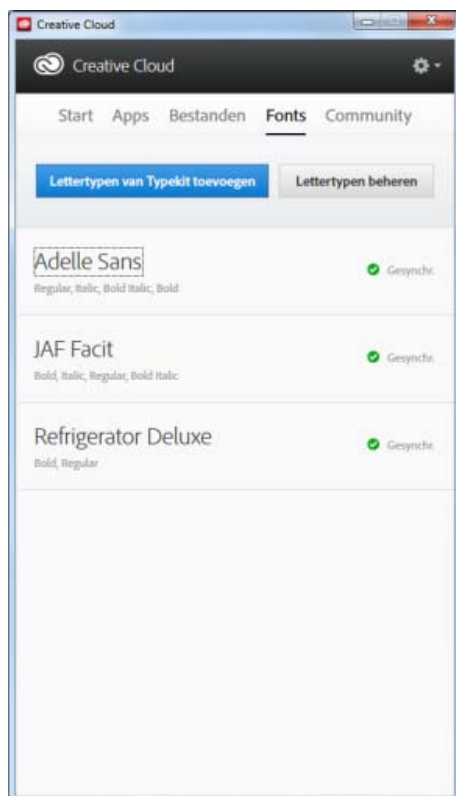 Creative Cloud
Creative Cloud
Start Apps Bestanden Fonts Community
Lettertypen van Typekit toevoegen Lettertypen beheren
Adelle Sans
Gesynchr.
Regular, Italic, Bold Italic, Bold
JAF Facit
Gesynchr.
Bold, Italic, Regular, Bold Italic
Refrigerator Deluxe
Gesynchr.
Bold, Regular